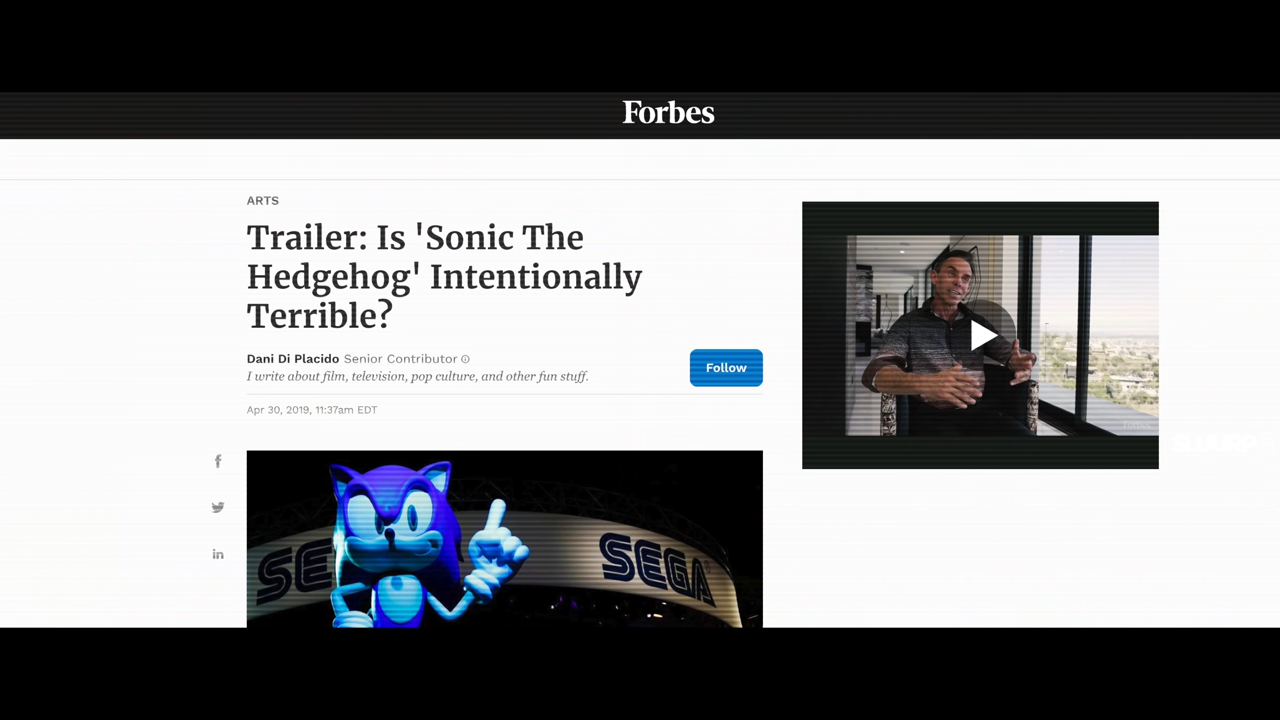 Forbes
ARTS
Trailer: Is 'Sonic The
Hedgehog' Intentionally
Terrible?
Dani Di Placido Senior Contributor
I write about film, television, pop culture, and other fun stuff.
Follow
Apr 30, 2019, 11:37am EDT
Forbes
SEGA